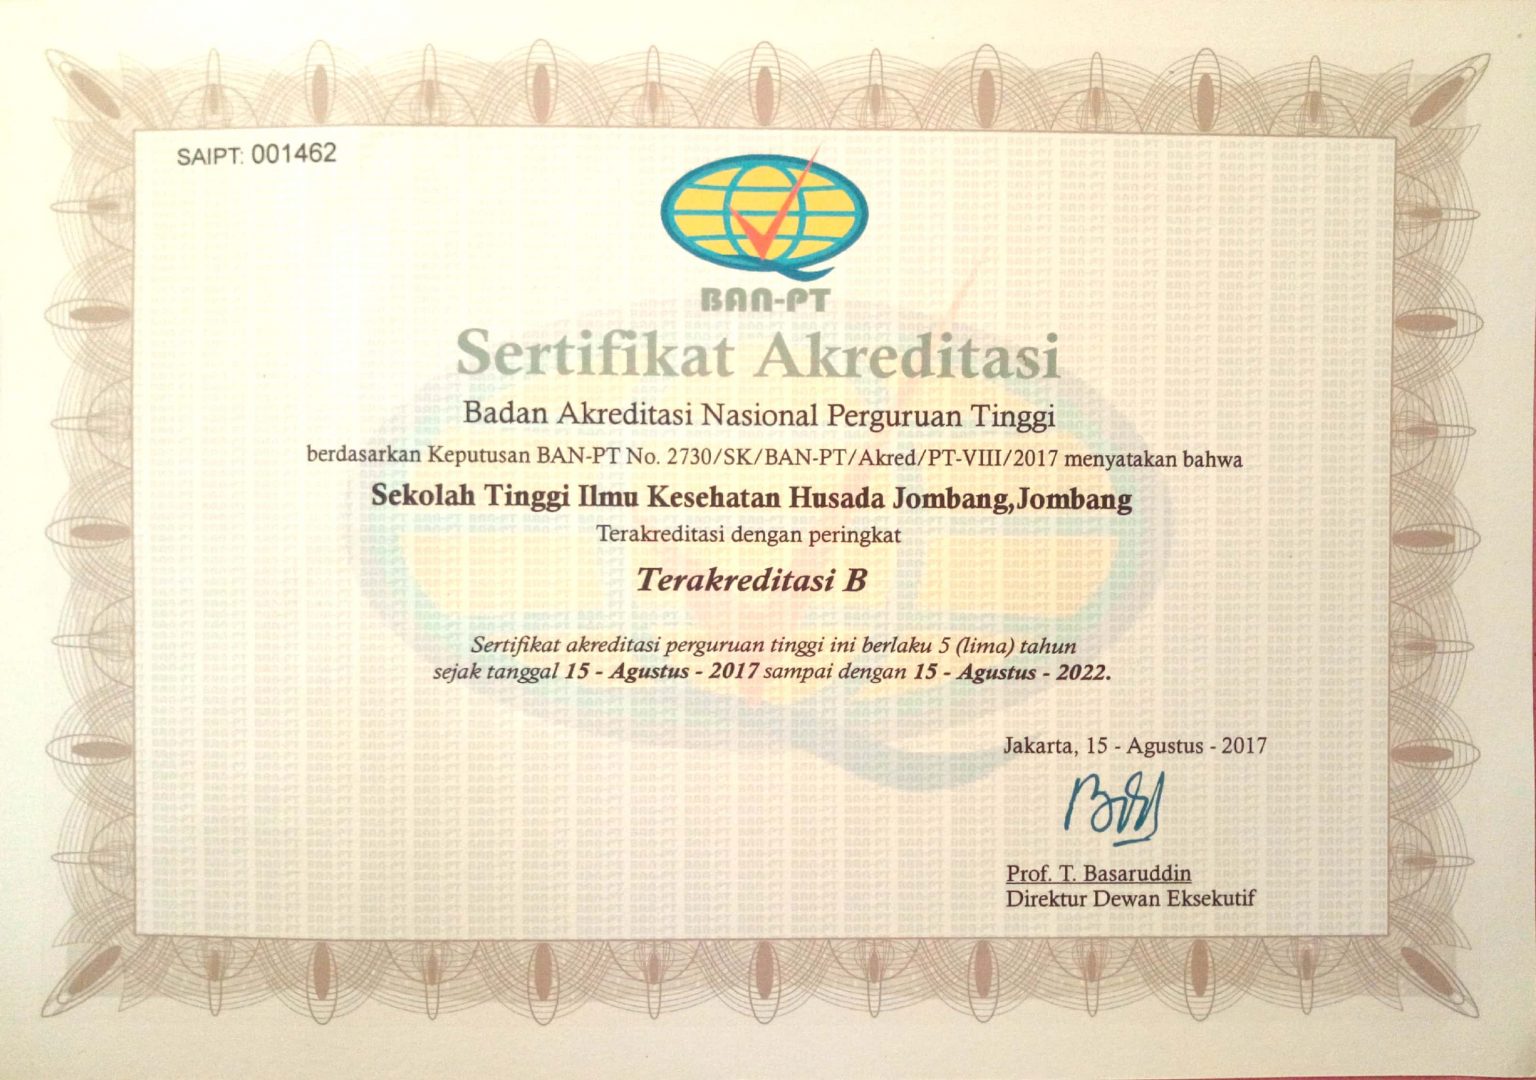 SAIPT: 001462
BAN-PT
Sertifikat Akreditasi
Badan Akreditasi Nasional Perguruan Tinggi
berdasarkan Keputusan BAN-PT No. 2730/SK/BAN-PT/Akred/PT-VIII/2017 menyatakan bahwa
Sekolah Tinggi Ilmu Kesehatan Husada Jombang,Jombang
Terakreditasi dengan peringkat
Terakreditasi B
Sertifikat akreditasi perguruan tinggi ini berlaku 5 (lima) tahun
sejak tanggal 15 - Agustus - 2017 sampai dengan 15 - Agustus - 2022.
Jakarta, 15 - Agustus - 2017
Prof. T. Basaruddin
Direktur Dewan Eksekutif